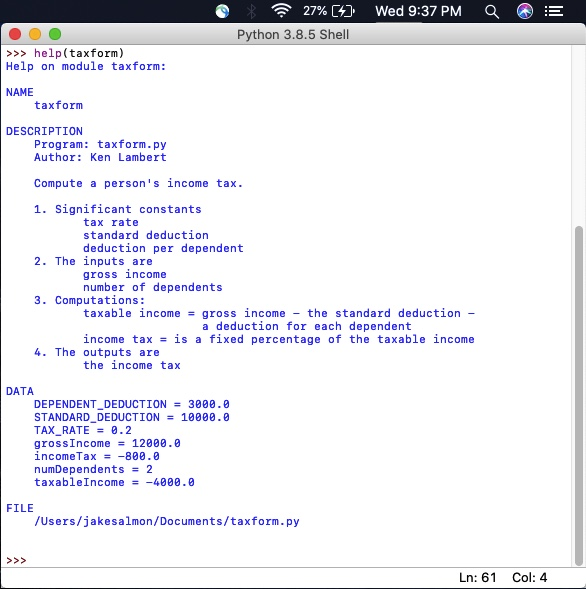 27% Wed 9:37 PM
Python 3.8.5 Shell
>>> help(taxform)
Help on module taxform:
NAME
taxform
DESCRIPTION
Program: taxform.py
Author: Ken Lambert
Compute a person's income tax.
1. Significant constants
tax rate
standard deduction
deduction per dependent
2. The inputs are
gross income
number of dependents
3. Computations:
taxable income = gross income - the standard deduction -
a deduction for each dependent
income tax = is a fixed percentage of the taxable income
4. The outputs are
the income tax
DATA
DEPENDENT_DEDUCTION = 3000.0
STANDARD_DEDUCTION = 10000.0
TAX_RATE = 0.2
grossIncome = 12000.0
incomeTax = -800.0
numDependents = 2
taxableIncome = -4000.0
FILE
/Users/jakesalmon/Documents/taxform.py
>>>
Ln: 61 Col: 4